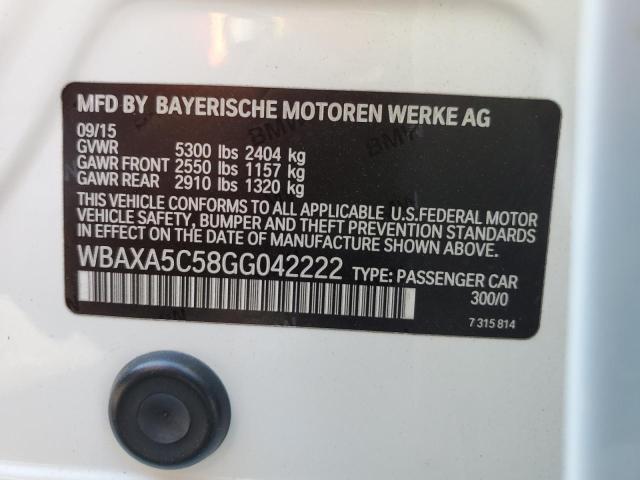 MFD BY BAYERISCHE MOTOREN WERKE AG
09/15
GVWR 5300 lbs 2404 kg
GAWR FRONT 2550 lbs 1157 kg
GAWR REAR 2910 lbs 1320 kg
THIS VEHICLE CONFORMS TO ALL APPLICABLE U.S.FEDERAL MOTOR
VEHICLE SAFETY, BUMPER AND THEFT PREVENTION STANDARDS
IN EFFECT ON THE DATE OF MANUFACTURE SHOWN ABOVE.
WBAXA5C58GG042222 TYPE: PASSENGER CAR
300/0
7 315 814